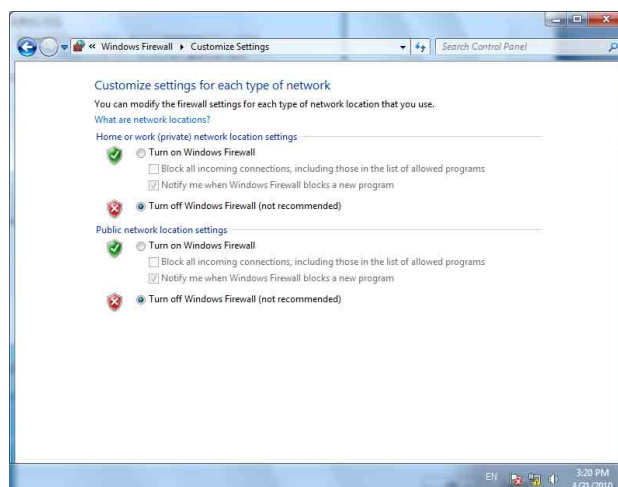 « Windows Firewall ▸ Customize Settings
Search Control Panel
Customize settings for each type of network
You can modify the firewall settings for each type of network location that you use.
What are network locations?
Home or work (private) network location settings
Turn on Windows Firewall
Block all incoming connections, including those in the list of allowed programs
Notify me when Windows Firewall blocks a new program
Turn off Windows Firewall (not recommended)
Public network location settings
Turn on Windows Firewall
Block all incoming connections, including those in the list of allowed programs
Notify me when Windows Firewall blocks a new program
Turn off Windows Firewall (not recommended)
EN
3:20 PM
4/21/2010